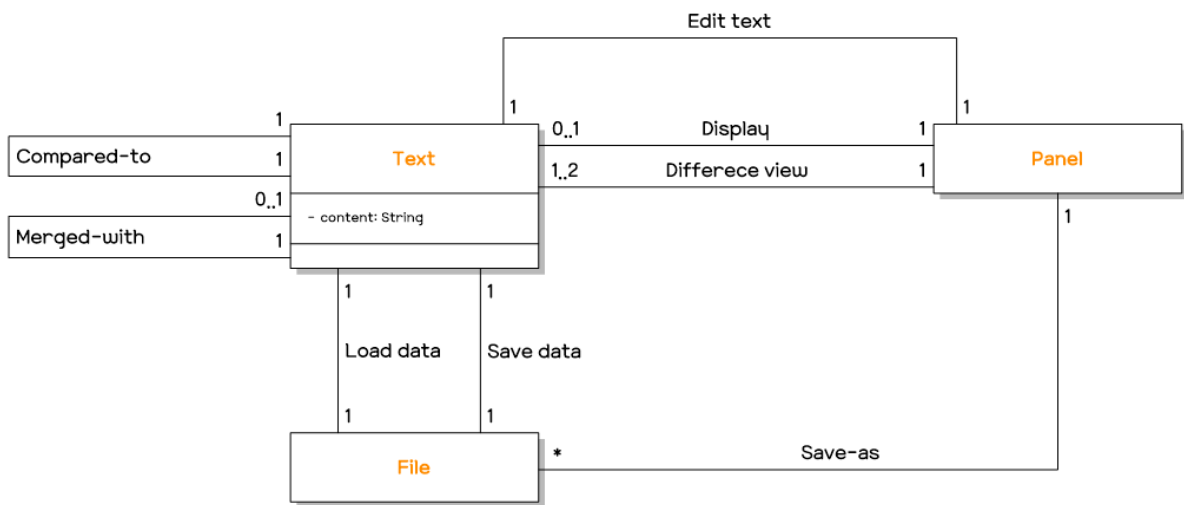 Edit text
1
1
1
0..1
Display
1
Compared-to
1
Text
Panel
1..2
Differece view
1
0..1
- content: String
1
Merged-with
1
1
1
Load data
Save data
1
1
File
*
Save-as